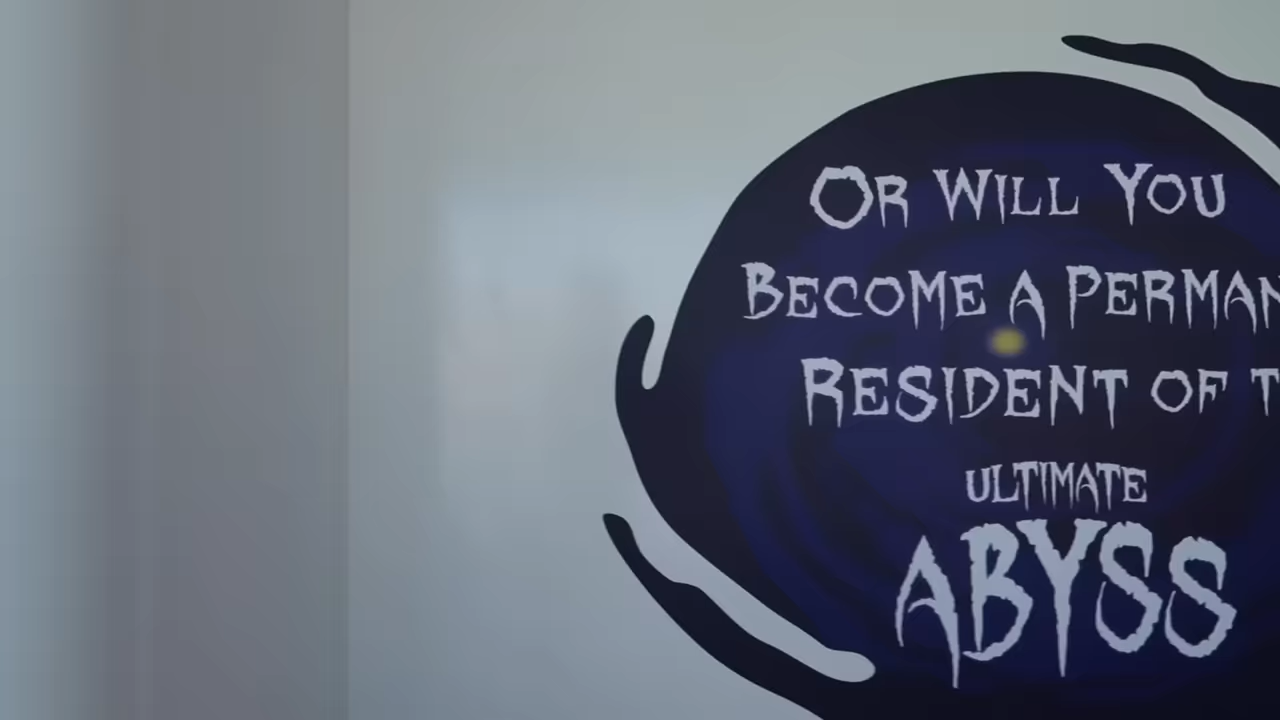 Or Will You
Become a Perman
Resident of t
ultimate
Abyss